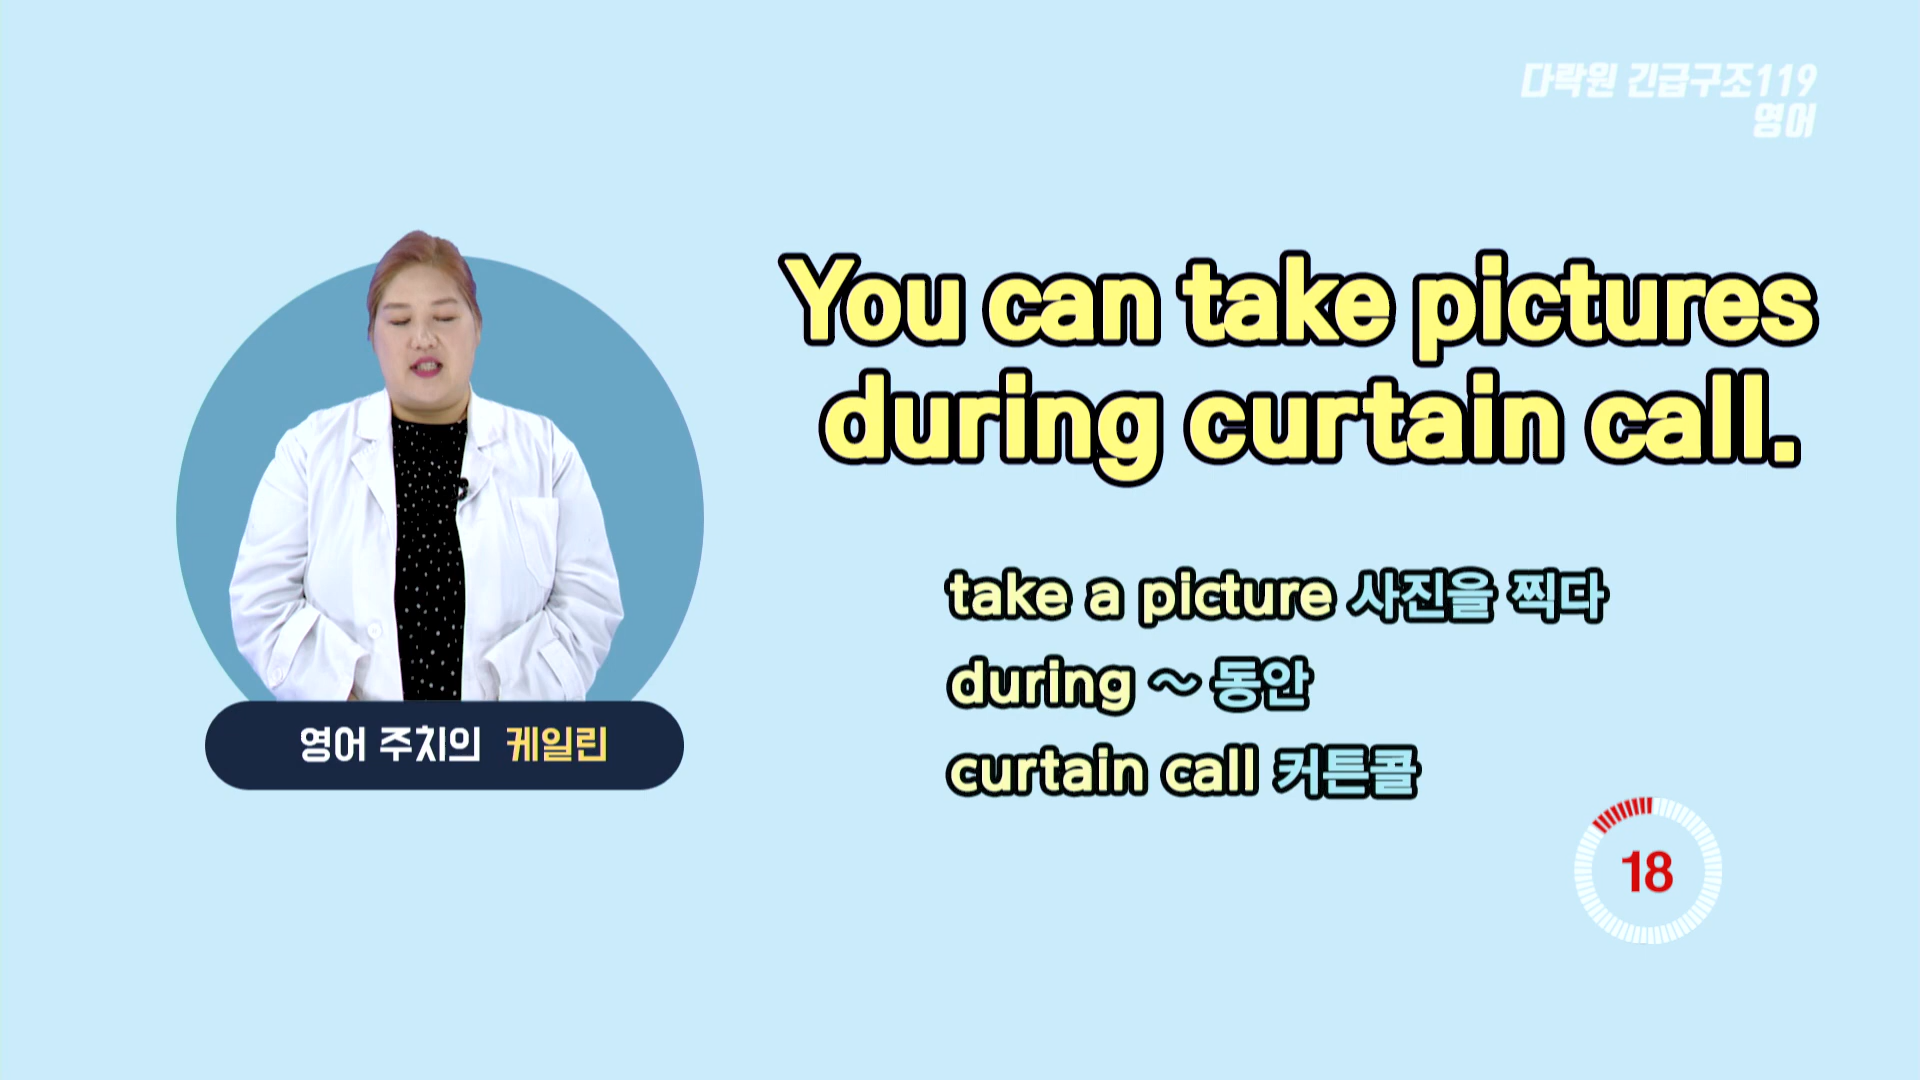 다락원 긴급구조119
영어
You can take pictures
during curtain call.
take a picture 사진을 찍다
during ~ 동안
curtain call 커튼콜
영어 주치의 케일린
18